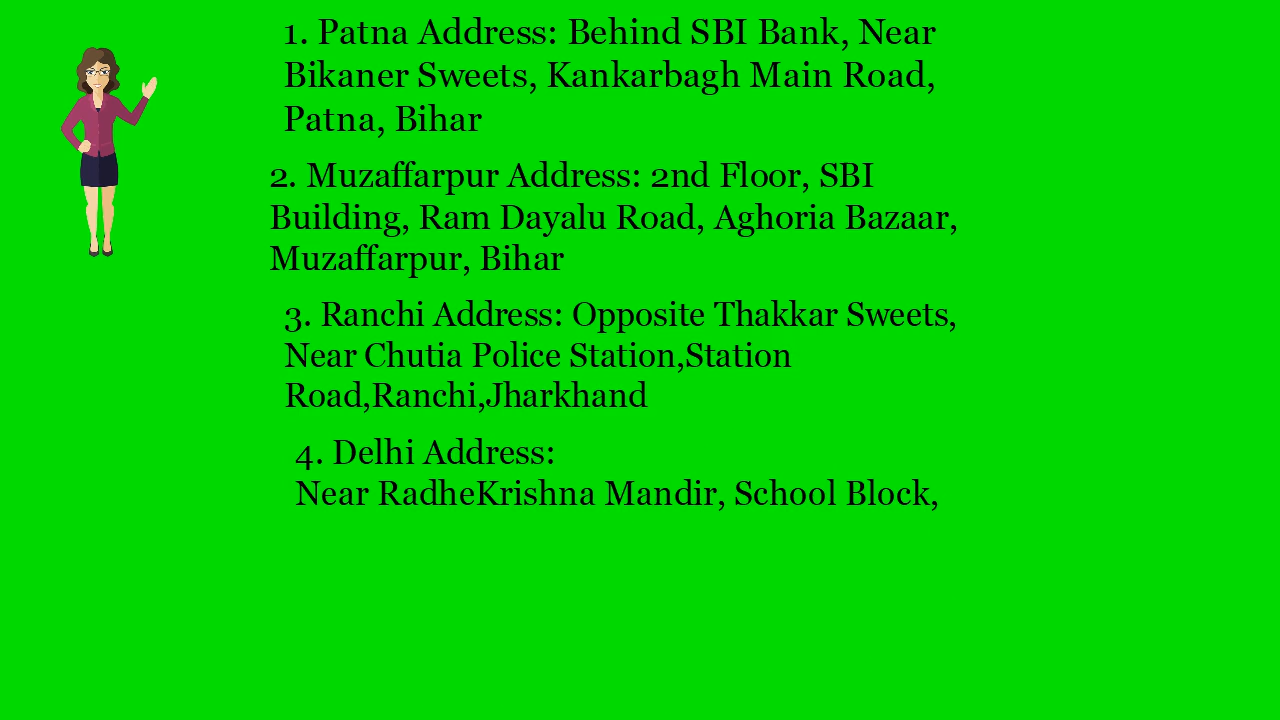 1. Patna Address: Behind SBI Bank, Near
Bikaner Sweets, Kankarbagh Main Road,
Patna, Bihar
2. Muzaffarpur Address: 2nd Floor, SBI
Building, Ram Dayalu Road, Aghoria Bazaar,
Muzaffarpur, Bihar
3. Ranchi Address: Opposite Thakkar Sweets,
Near Chutia Police Station,Station
Road,Ranchi,Jharkhand
4. Delhi Address:
Near RadheKrishna Mandir, School Block,